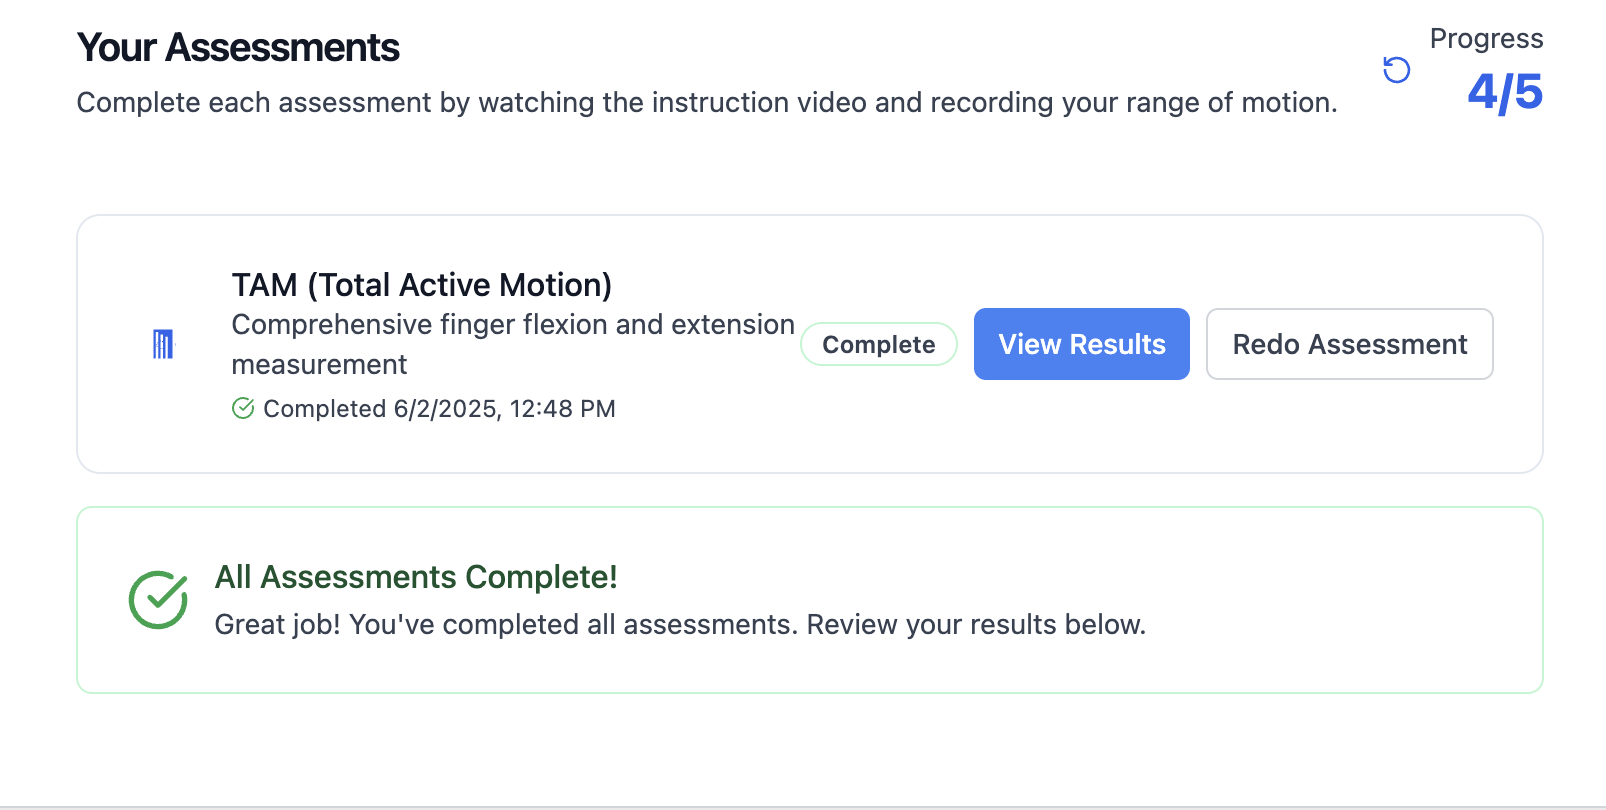 Your Assessments
Complete each assessment by watching the instruction video and recording your range of motion.
Progress
4/5
TAM (Total Active Motion)
Comprehensive finger flexion and extension
measurement
Completed 6/2/2025, 12:48 PM
Complete
View Results
Redo Assessment
All Assessments Complete!
Great job! You've completed all assessments. Review your results below.